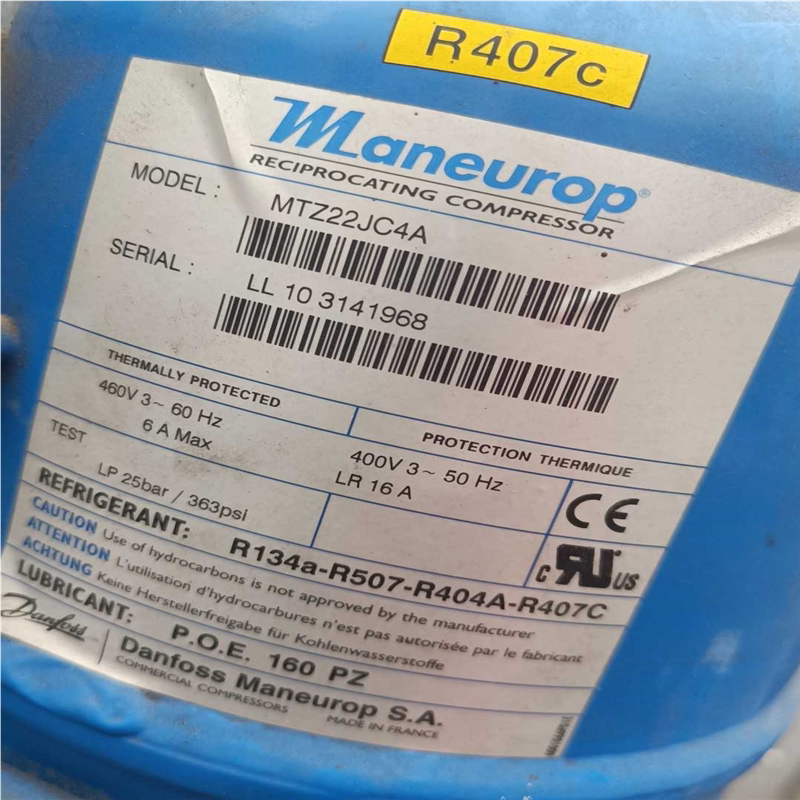 R407c
Maneurop®
RECIPROCATING COMPRESSOR
MODEL : MTZ22JC4A
SERIAL : LL 10 3141968
THERMALLY PROTECTED
PROTECTION THERMIQUE
460V 3~ 60 Hz
6 A Max
400V 3~ 50 Hz
LR 16 A
TEST
LP 25bar / 363psi
CE
c RU US
REFRIGERANT: R134a-R507-R404A-R407C
CAUTION Use of hydrocarbons is not approved by the manufacturer
ATTENTION L'utilisation d'hydrocarbures n'est pas autorisée par le fabricant
ACHTUNG Keine Herstellerfreigabe für Kohlenwasserstoffe
LUBRICANT: P.O.E. 160 PZ
Danfoss
Danfoss Maneurop S.A.
COMMERCIAL COMPRESSORS
MADE IN FRANCE